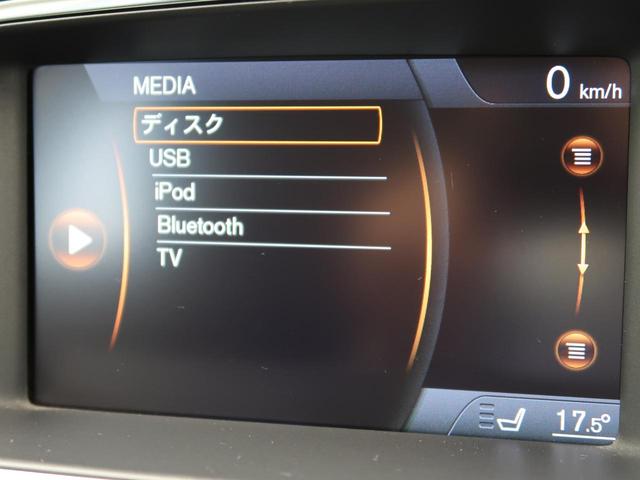 MEDIA
0 km/h
ディスク
USB
iPod
Bluetooth
TV
17.5°